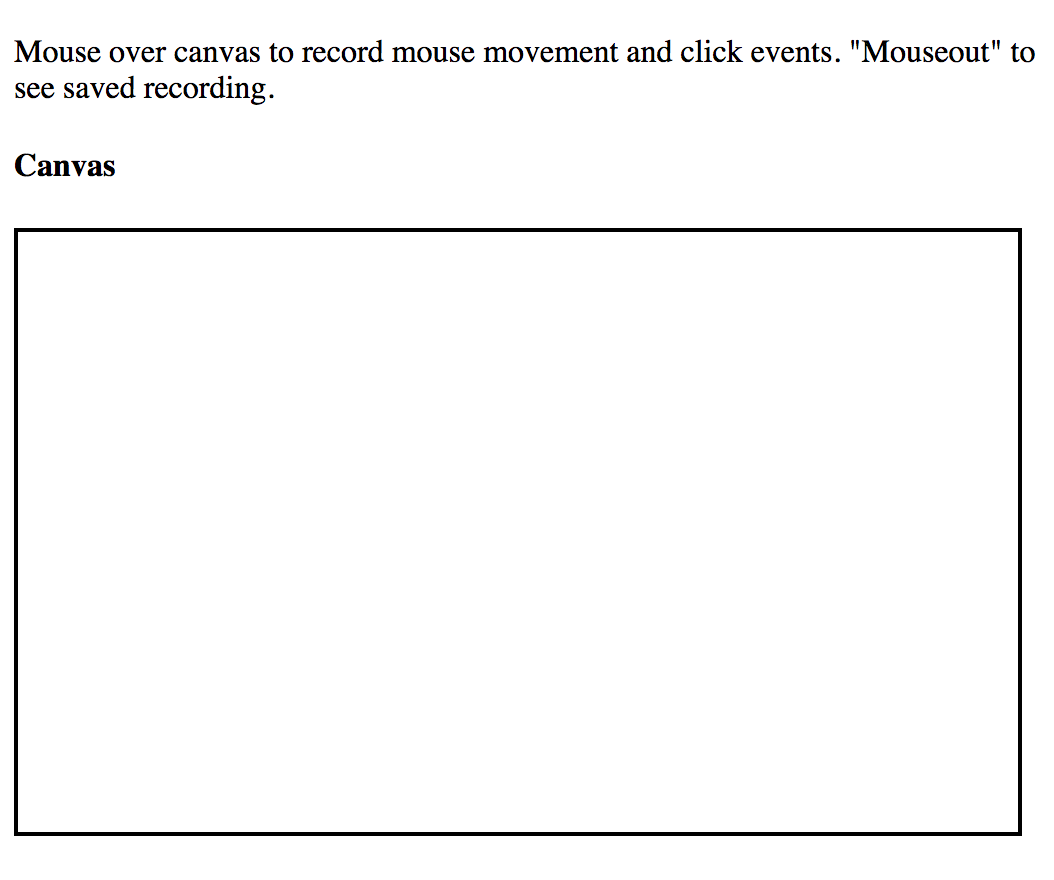 Mouse over canvas to record mouse movement and click events. "Mouseout" to
see saved recording.
Canvas